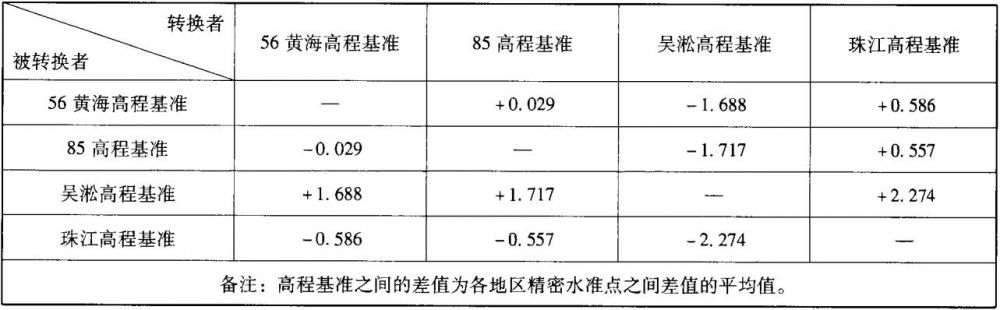 转换者
被转换者
56 黄海高程基准 85 高程基准 吴淞高程基准 珠江高程基准
56 黄海高程基准 — +0.029 -1.688 +0.586
85 高程基准 -0.029 — -1.717 +0.557
吴淞高程基准 +1.688 +1.717 — +2.274
珠江高程基准 -0.586 -0.557 -2.274 —
备注：高程基准之间的差值为各地区精密水准点之间差值的平均值。